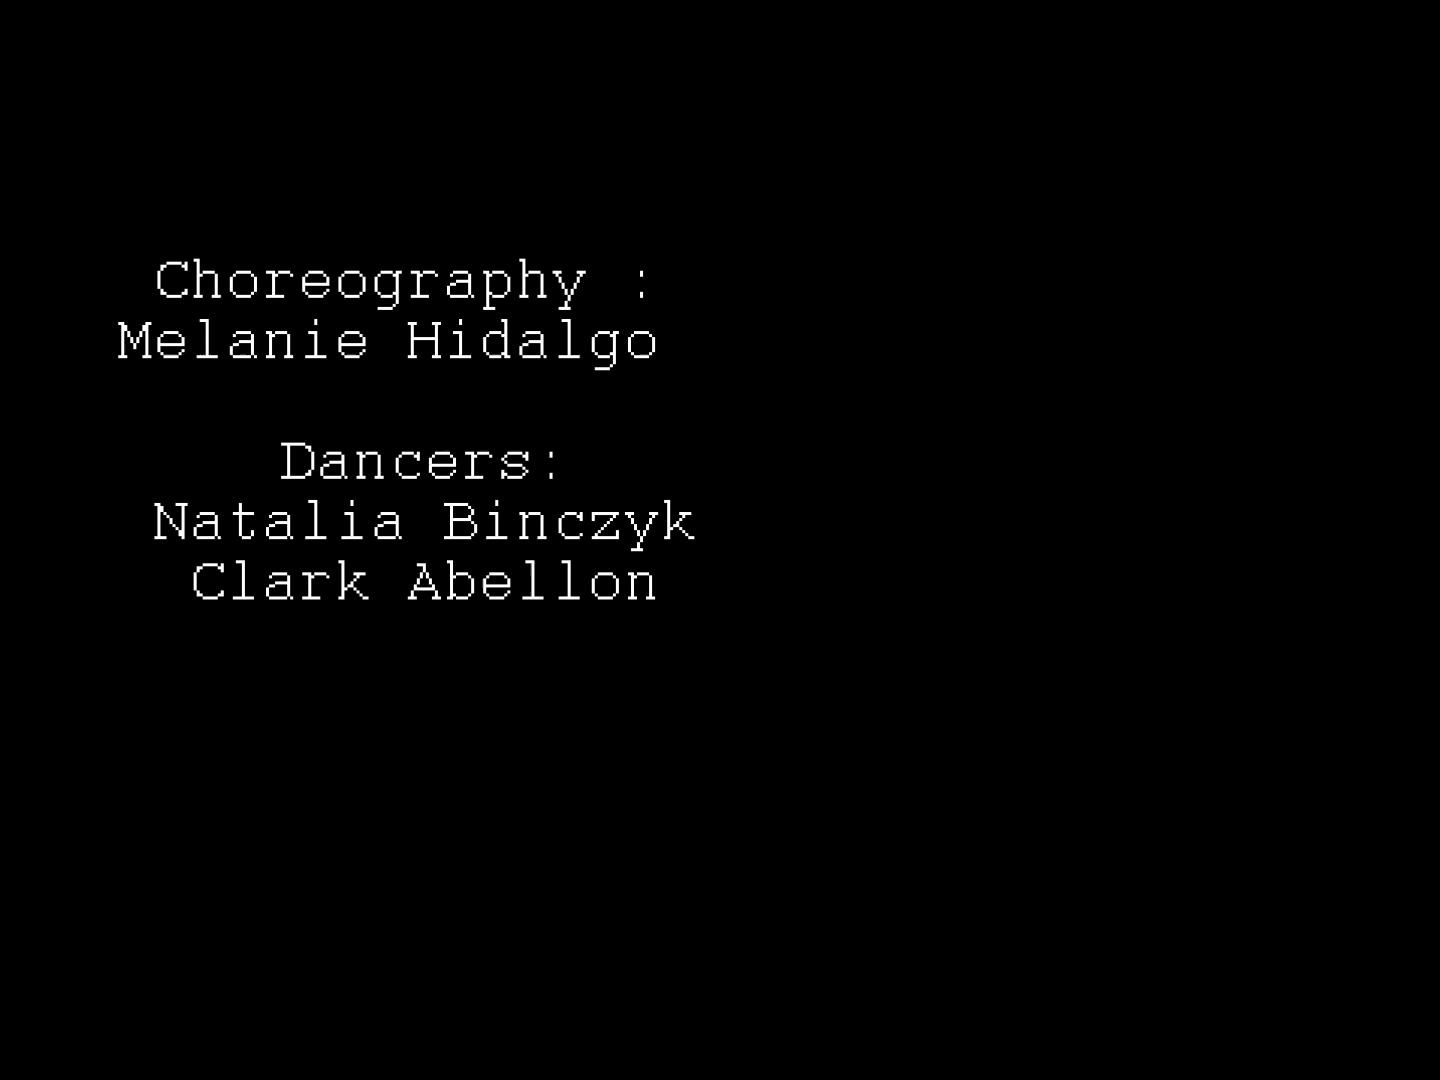 Choreography :
Melanie Hidalgo
Dancers:
Natalia Binczyk
Clark Abellon